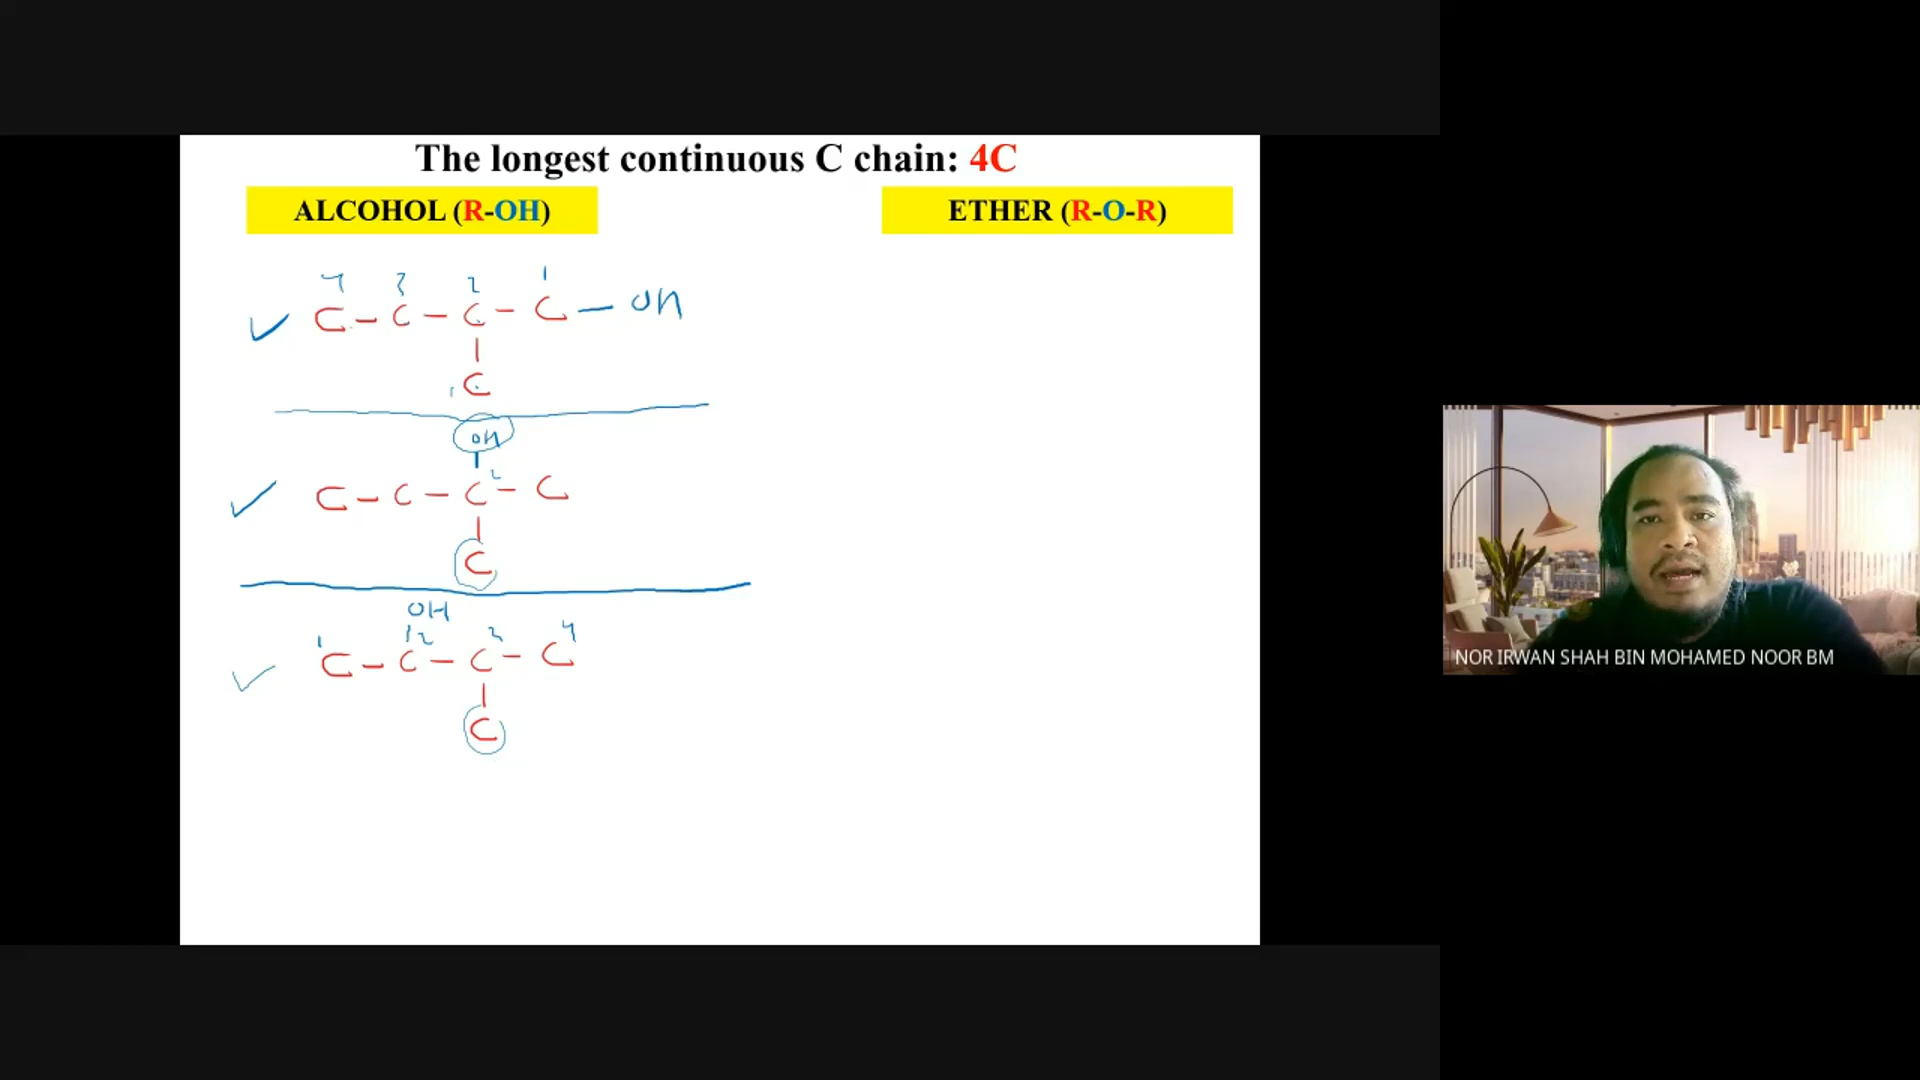 The longest continuous C chain: 4C
ALCOHOL (R-OH)
ETHER (R-O-R)
4 3 2 1
C - C - C - C - OH
|
C
OH
|
2
C - C - C - C
|
C
OH
1 | 2 3 4
C - C - C - C
|
C
NOR IRWAN SHAH BIN MOHAMED NOOR BM